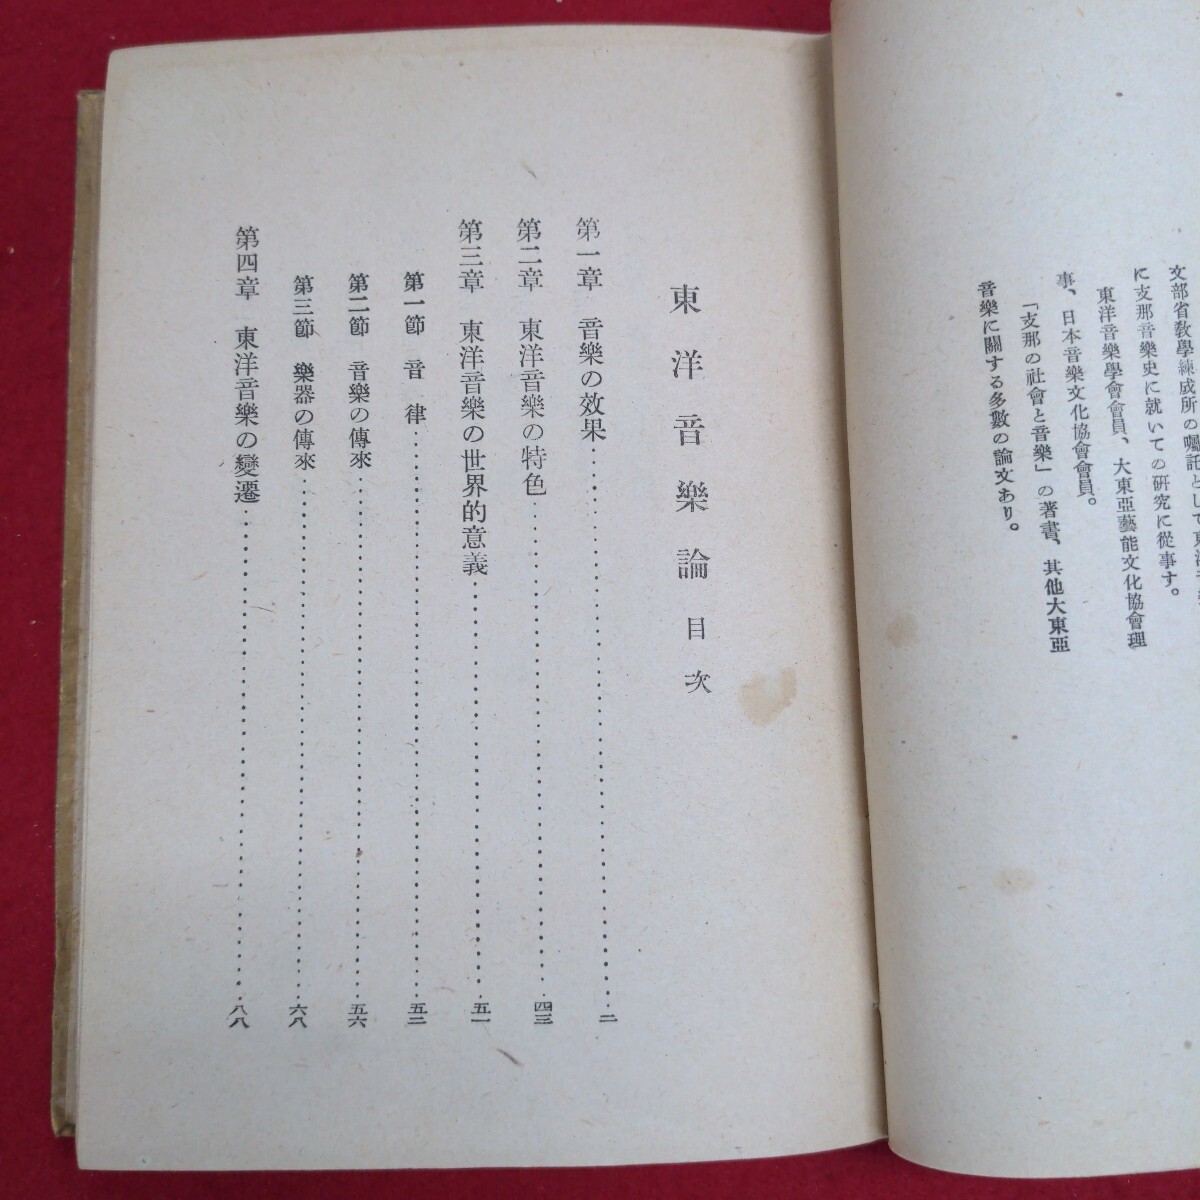 文部省敎學練成所の囑託として東洋音
に支那音樂史に就いての硏究に從事す。
東洋音樂學會會員、大東亞藝能文化協會理
事、日本音樂文化協會會員。
「支那の社會と音樂」の著書、其他大東亞
音樂に關する多數の論文あり。
東洋音樂論 目次
第一章 音樂の效果……二
第二章 東洋音樂の特色……四三
第三章 東洋音樂の世界的意義……五一
第一節 音律……五二
第二節 音樂の傳來……五六
第三節 樂器の傳來……六八
第四章 東洋音樂の變遷……八八